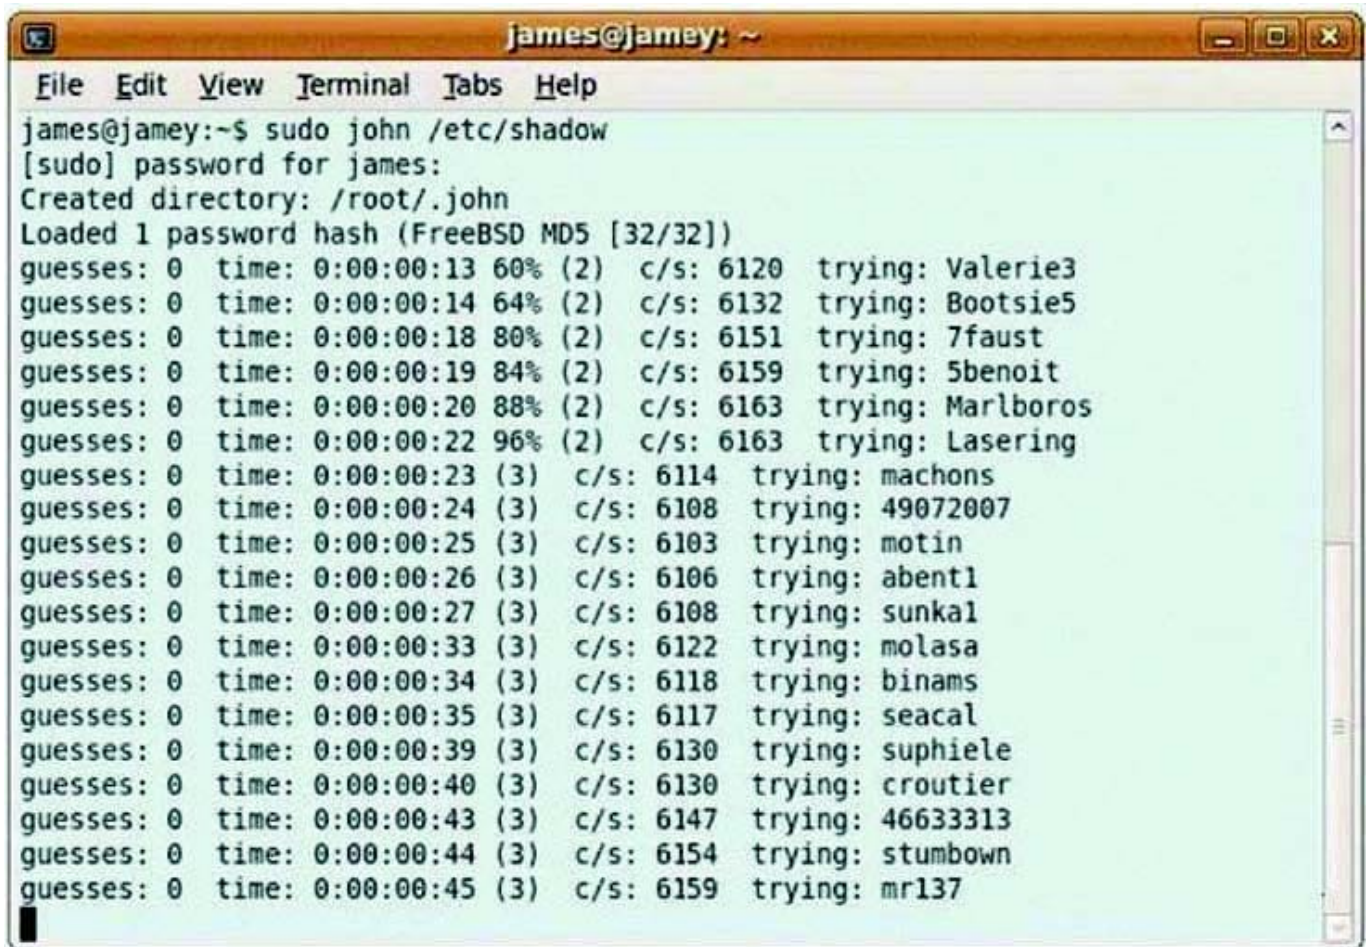 james@jamey: ~
File Edit View Terminal Tabs Help
james@jamey:~$ sudo john /etc/shadow
[sudo] password for james:
Created directory: /root/.john
Loaded 1 password hash (FreeBSD MD5 [32/32])
guesses: 0  time: 0:00:00:13 60% (2)  c/s: 6120  trying: Valerie3
guesses: 0  time: 0:00:00:14 64% (2)  c/s: 6132  trying: Bootsie5
guesses: 0  time: 0:00:00:18 80% (2)  c/s: 6151  trying: 7faust
guesses: 0  time: 0:00:00:19 84% (2)  c/s: 6159  trying: 5benoit
guesses: 0  time: 0:00:00:20 88% (2)  c/s: 6163  trying: Marlboros
guesses: 0  time: 0:00:00:22 96% (2)  c/s: 6163  trying: Lasering
guesses: 0  time: 0:00:00:23 (3)  c/s: 6114  trying: machons
guesses: 0  time: 0:00:00:24 (3)  c/s: 6108  trying: 49072007
guesses: 0  time: 0:00:00:25 (3)  c/s: 6103  trying: motin
guesses: 0  time: 0:00:00:26 (3)  c/s: 6106  trying: abent1
guesses: 0  time: 0:00:00:27 (3)  c/s: 6108  trying: sunka1
guesses: 0  time: 0:00:00:33 (3)  c/s: 6122  trying: molasa
guesses: 0  time: 0:00:00:34 (3)  c/s: 6118  trying: binams
guesses: 0  time: 0:00:00:35 (3)  c/s: 6117  trying: seacal
guesses: 0  time: 0:00:00:39 (3)  c/s: 6130  trying: suphiele
guesses: 0  time: 0:00:00:40 (3)  c/s: 6130  trying: croutier
guesses: 0  time: 0:00:00:43 (3)  c/s: 6147  trying: 46633313
guesses: 0  time: 0:00:00:44 (3)  c/s: 6154  trying: stumbown
guesses: 0  time: 0:00:00:45 (3)  c/s: 6159  trying: mr137